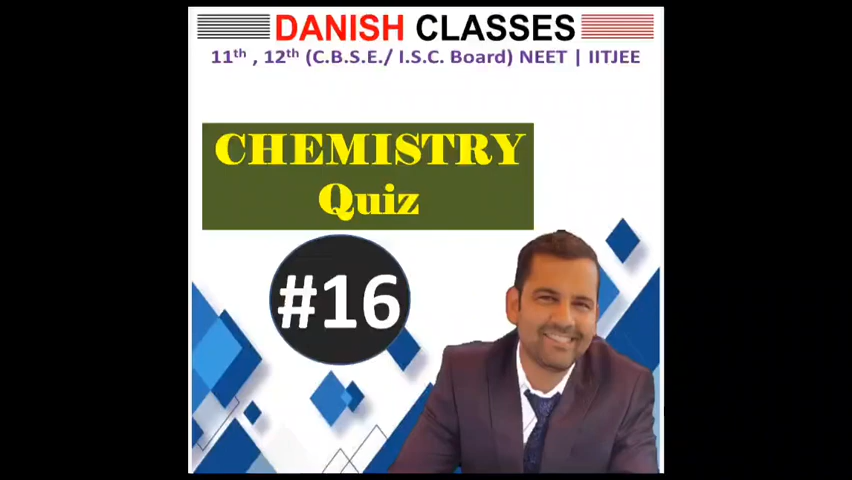 DANISH CLASSES
11th , 12th (C.B.S.E./ I.S.C. Board) NEET | IITJEE
CHEMISTRY
Quiz
#16